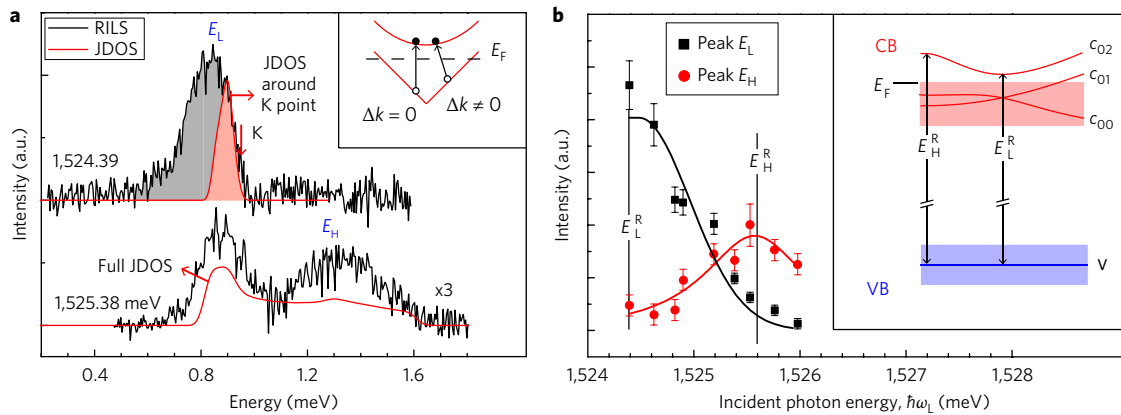 a
RILS
JDOS
E_L
JDOS
around
K point
K
E_F
Δk = 0
Δk ≠ 0
1,524.39
E_H
Full JDOS
1,525.38 meV
x3
Intensity (a.u.)
0.4
0.8
1.2
1.6
Energy (meV)
b
Peak E_L
Peak E_H
E_L^R
E_H^R
CB
E_F
c_02
c_01
c_00
E_H^R
E_L^R
VB
V
1,527
1,528
Intensity (a.u.)
1,524
1,525
1,526
Incident photon energy, ℏω_L (meV)